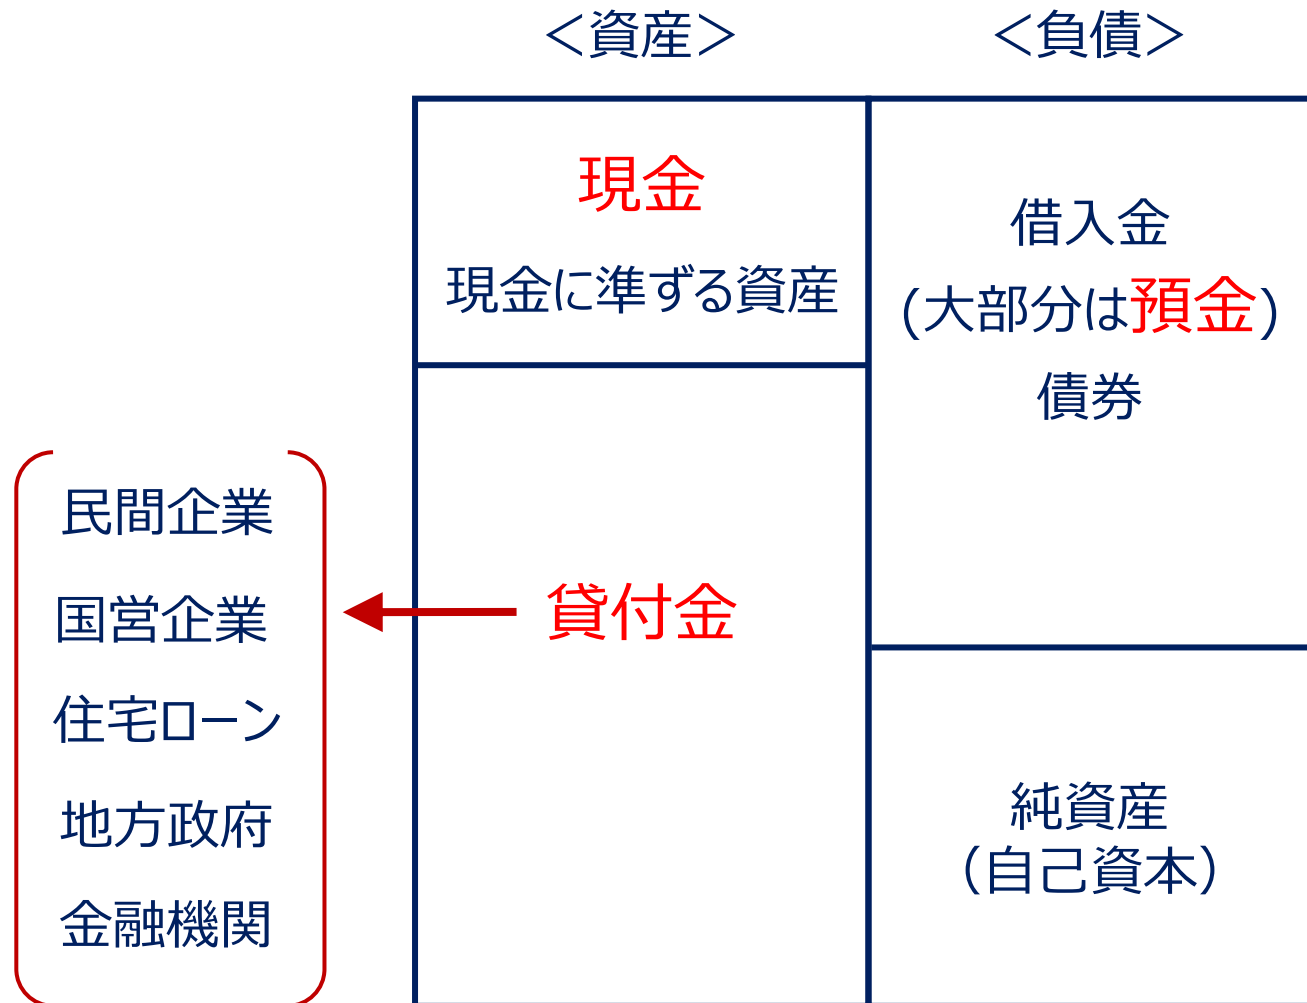 ＜資産＞
＜負債＞
現金
現金に準ずる資産
借入金
(大部分は預金)
債券
民間企業
国営企業
住宅ローン
地方政府
金融機関
貸付金
純資産
（自己資本）